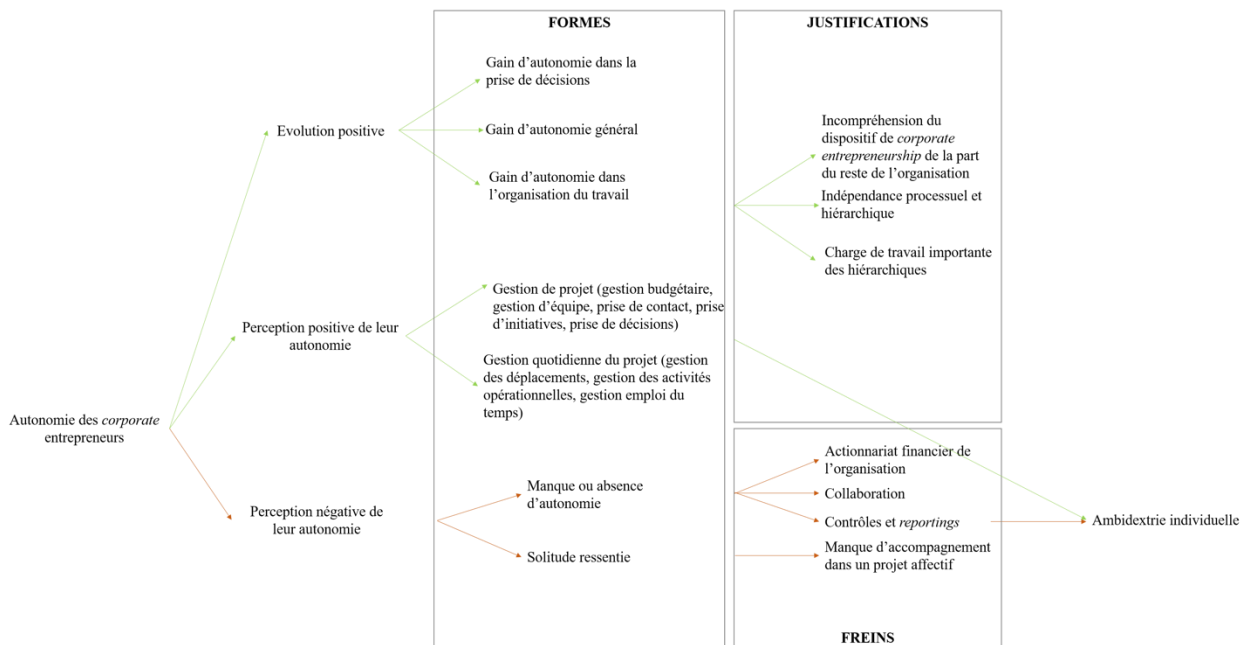 FORMES
JUSTIFICATIONS
Gain d’autonomie dans la
prise de décisions
Evolution positive
Gain d’autonomie général
Gain d’autonomie dans
l’organisation du travail
Incompréhension du
dispositif de corporate
entrepreneurship de la part
du reste de l’organisation
Indépendance processuel et
hiérarchique
Charge de travail importante
des hiérarchiques
Perception positive de leur
autonomie
Gestion de projet (gestion budgétaire,
gestion d’équipe, prise de contact, prise
d’initiatives, prise de décisions)
Gestion quotidienne du projet (gestion
des déplacements, gestion des activités
opérationnelles, gestion emploi du
temps)
Autonomie des corporate
entrepreneurs
Perception négative de
leur autonomie
Manque ou absence
d’autonomie
Solitude ressentie
Actionnariat financier de
l’organisation
Collaboration
Contrôles et reportings
Manque d’accompagnement
dans un projet affectif
Ambidextrie individuelle
FREINS